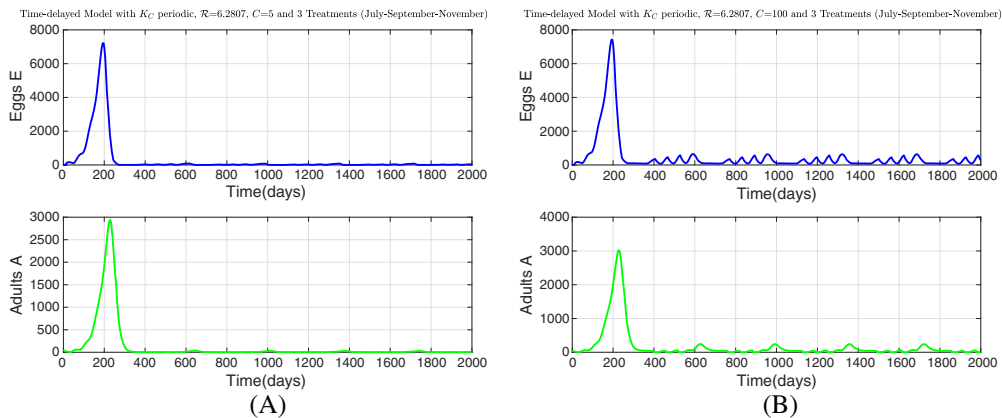 Time-delayed Model with K_C periodic, ℛ=6.2807, C=5 and 3 Treatments (July-September-November)
8000
6000
4000
2000
0
Eggs E
0 200 400 600 800 1000 1200 1400 1600 1800 2000
Time(days)
3000
2500
2000
1500
1000
500
0
Adults A
0 200 400 600 800 1000 1200 1400 1600 1800 2000
Time(days)
(A)
Time-delayed Model with K_C periodic, ℛ=6.2807, C=100 and 3 Treatments (July-September-November)
8000
6000
4000
2000
0
Eggs E
0 200 400 600 800 1000 1200 1400 1600 1800 2000
Time(days)
4000
3000
2000
1000
0
Adults A
0 200 400 600 800 1000 1200 1400 1600 1800 2000
Time(days)
(B)